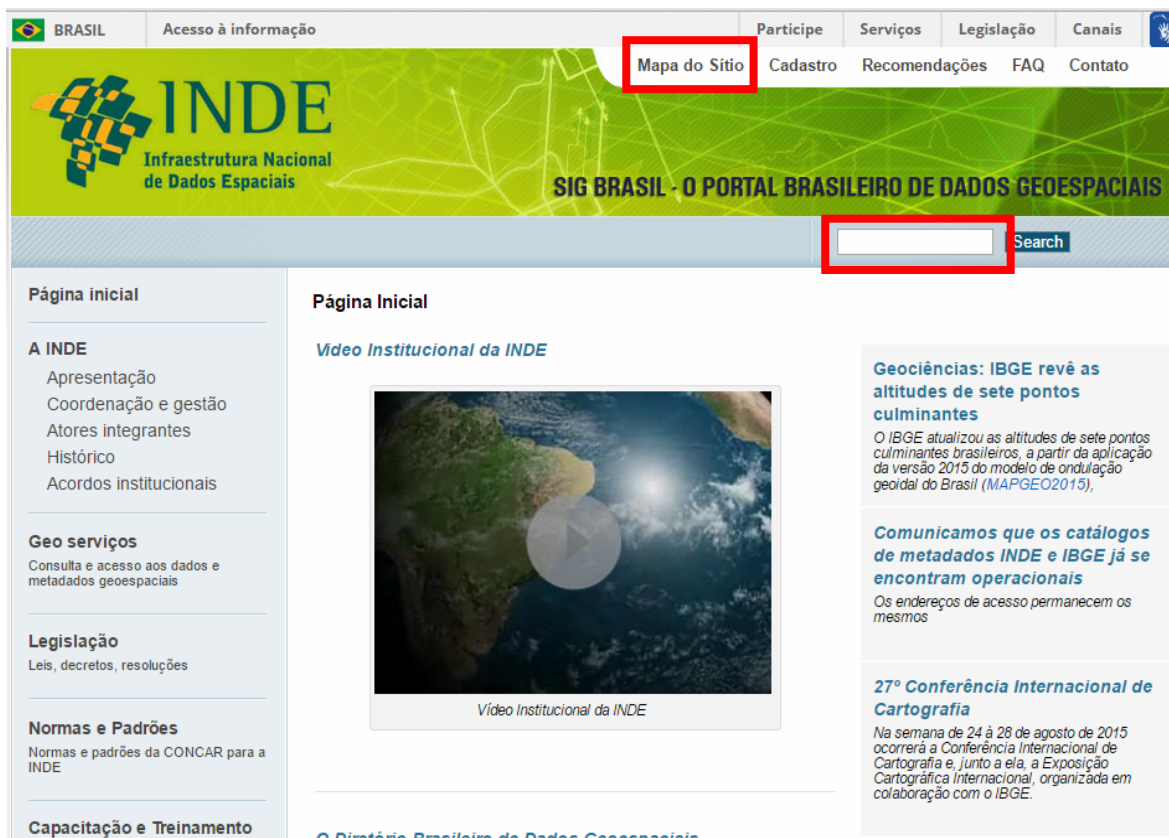 BRASIL
Acesso à informação
Participe
Serviços
Legislação
Canais
Mapa do Sítio
Cadastro
Recomendações
FAQ
Contato
INDE
Infraestrutura Nacional
de Dados Espaciais
SIG BRASIL - O PORTAL BRASILEIRO DE DADOS GEOESPACIAIS
Search
Página inicial
A INDE
Apresentação
Coordenação e gestão
Atores integrantes
Histórico
Acordos institucionais
Geo serviços
Consulta e acesso aos dados e
metadados geoespaciais
Legislação
Leis, decretos, resoluções
Normas e Padrões
Normas e padrões da CONCAR para a
INDE
Capacitação e Treinamento
Página Inicial
Vídeo Institucional da INDE
Vídeo Institucional da INDE
O Diretório Brasileiro de Dados Geoespaciais
Geociências: IBGE revê as
altitudes de sete pontos
culminantes
O IBGE atualizou as altitudes de sete pontos
culminantes brasileiros, a partir da aplicação
da versão 2015 do modelo de ondulação
geoidal do Brasil (MAPGEO2015),
Comunicamos que os catálogos
de metadados INDE e IBGE já se
encontram operacionais
Os endereços de acesso permanecem os
mesmos
27º Conferência Internacional de
Cartografia
Na semana de 24 à 28 de agosto de 2015
ocorrerá a Conferência Internacional de
Cartografia e, junto a ela, a Exposição
Cartográfica Internacional, organizada em
colaboração com o IBGE.